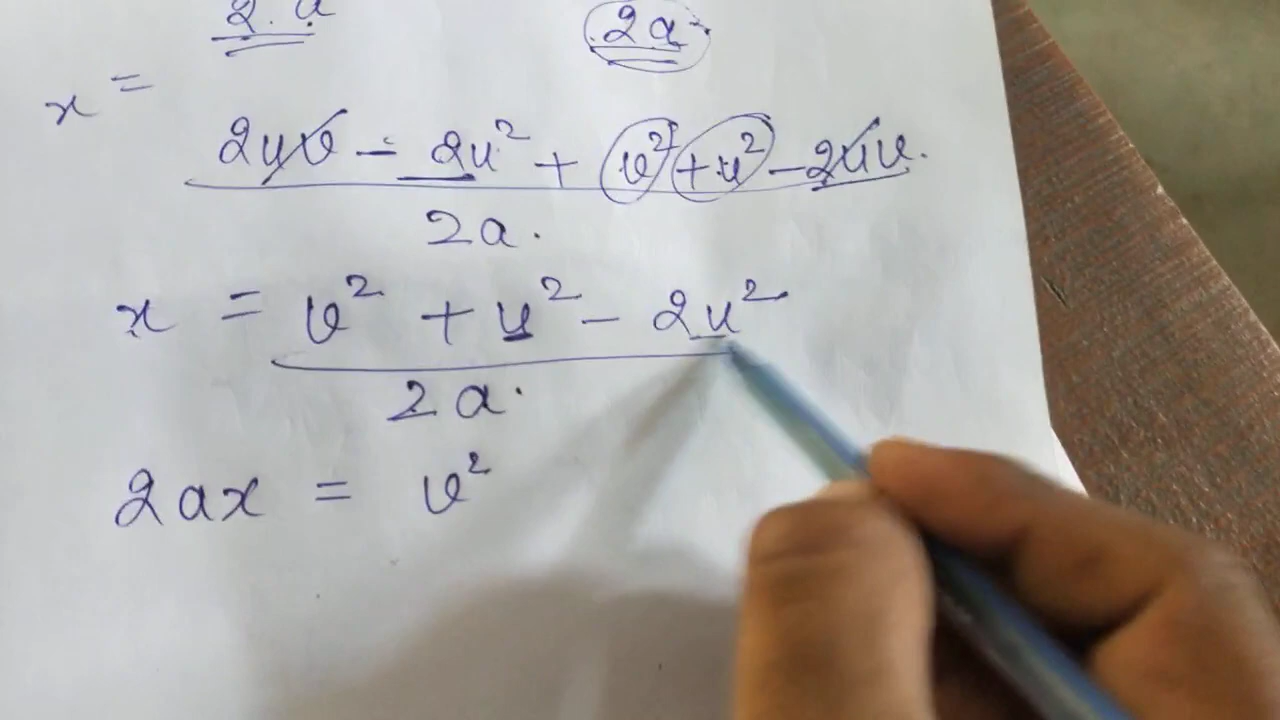 2. a 2a
x =
2uv - 2u² + v² + u² - 2uv.
2a.
x = v² + u² - 2u²
2a.
2ax = v²